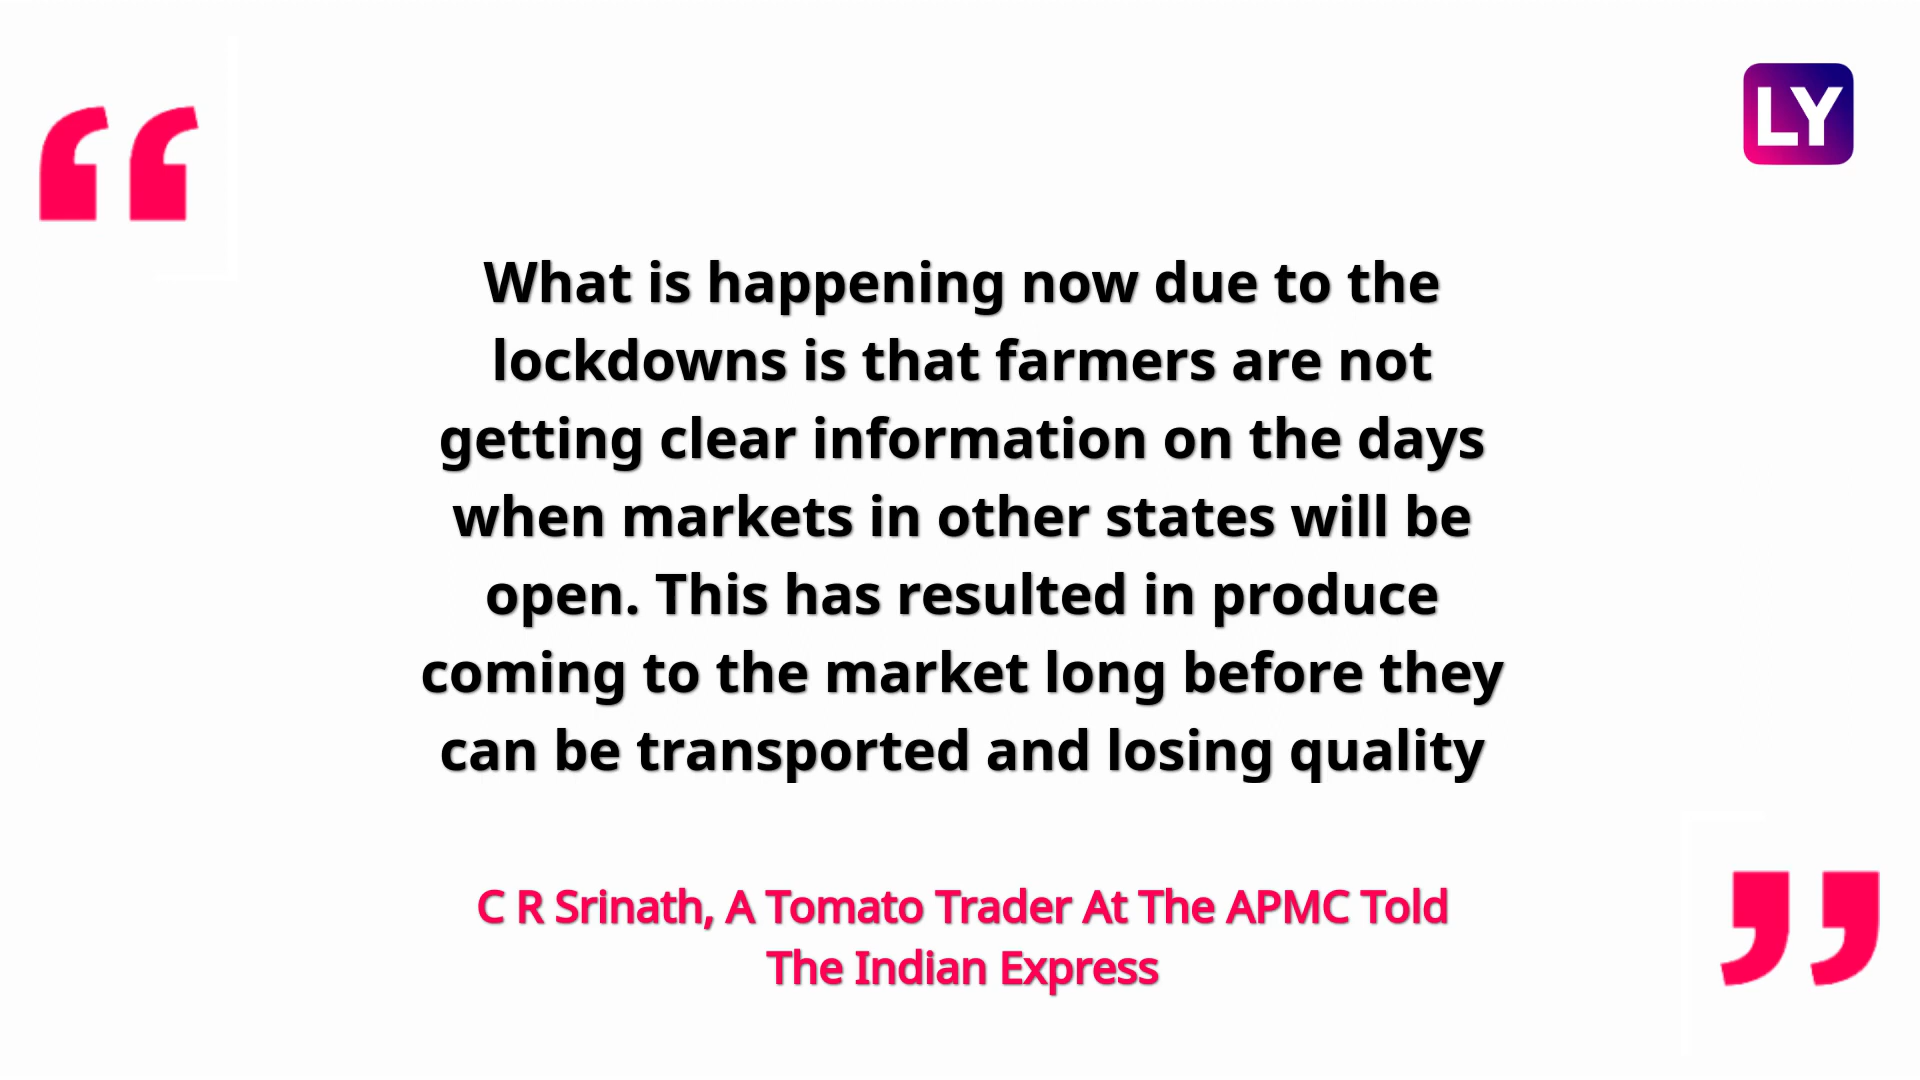 LY
What is happening now due to the
lockdowns is that farmers are not
getting clear information on the days
when markets in other states will be
open. This has resulted in produce
coming to the market long before they
can be transported and losing quality
C R Srinath, A Tomato Trader At The APMC Told
The Indian Express